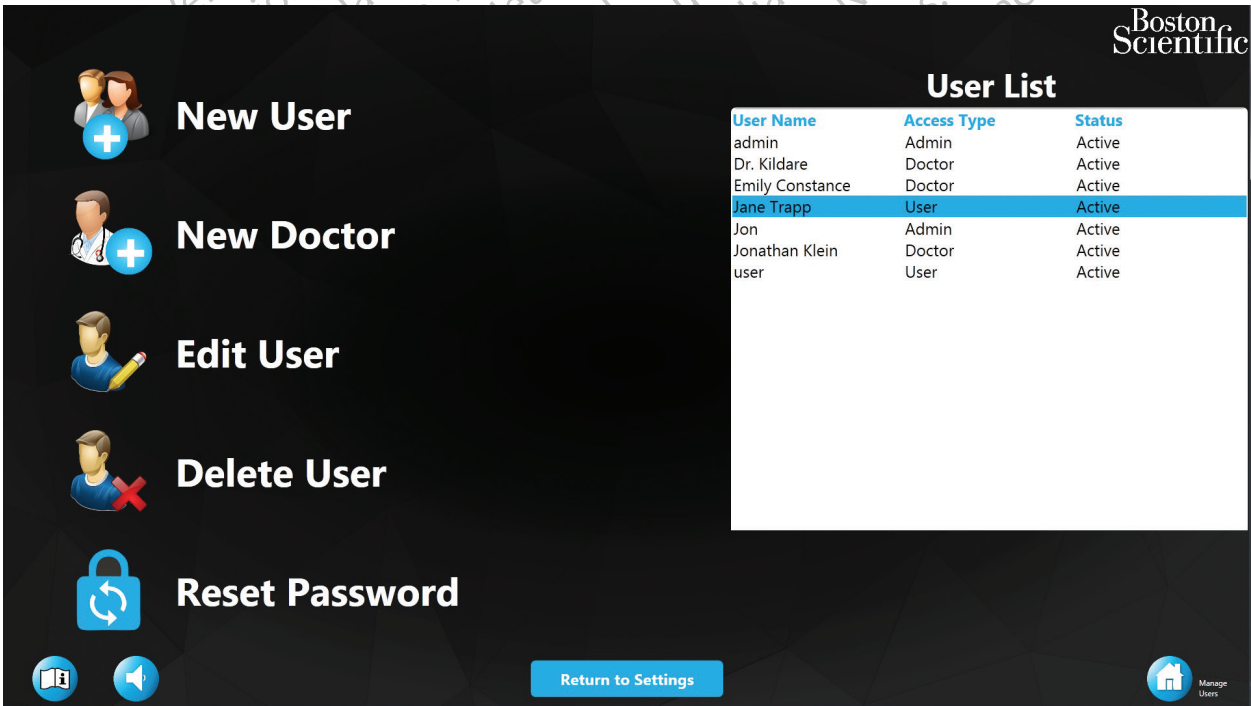 Boston
Scientific
New User
New Doctor
Edit User
Delete User
Reset Password
User List
User Name Access Type Status
admin Admin Active
Dr. Kildare Doctor Active
Emily Constance Doctor Active
Jane Trapp User Active
Jon Admin Active
Jonathan Klein Doctor Active
user User Active
Return to Settings
Manage
Users